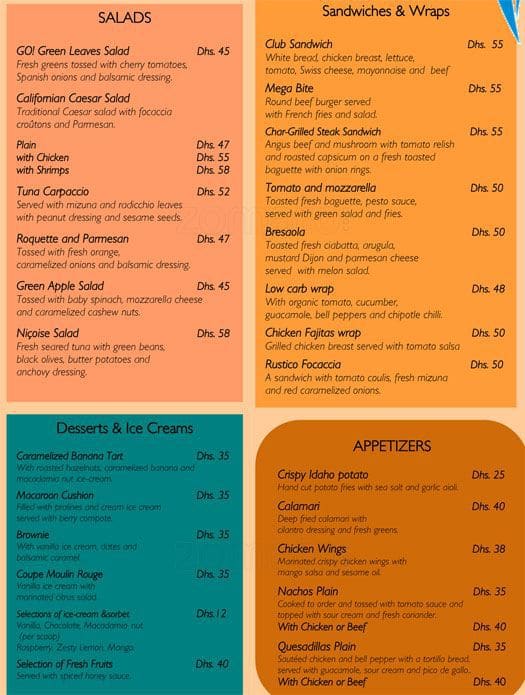 SALADS
GO! Green Leaves Salad Dhs. 45
Fresh greens tossed with cherry tomatoes,
Spanish onions and balsamic dressing.
Californian Caesar Salad
Traditional Caesar salad with focaccia
croûtons and Parmesan.
Plain Dhs. 47
with Chicken Dhs. 55
with Shrimps Dhs. 58
Tuna Carpaccio Dhs. 52
Served with mizuna and radicchio leaves
with peanut dressing and sesame seeds.
Roquette and Parmesan Dhs. 47
Tossed with fresh orange,
caramelized onions and balsamic dressing.
Green Apple Salad Dhs. 45
Tossed with baby spinach, mozzarella cheese
and caramelized cashew nuts.
Niçoise Salad Dhs. 58
Fresh seared tuna with green beans,
black olives, butter potatoes and
anchovy dressing.
Sandwiches & Wraps
Club Sandwich Dhs. 55
White bread, chicken breast, lettuce,
tomato, Swiss cheese, mayonnaise and beef
Mega Bite Dhs. 55
Round beef burger served
with French fries and salad.
Char-Grilled Steak Sandwich Dhs. 55
Angus beef and mushroom with tomato relish
and roasted capsicum on a fresh toasted
baguette with onion rings.
Tomato and mozzarella Dhs. 50
Toasted fresh baguette, pesto sauce,
served with green salad and fries.
Bresaola Dhs. 50
Toasted fresh ciabatta, arugula,
mustard Dijon and parmesan cheese
served with melon salad.
Low carb wrap Dhs. 48
With organic tomato, cucumber,
guacamole, bell peppers and chipotle chilli.
Chicken Fajitas wrap Dhs. 50
Grilled chicken breast served with tomato salsa
Rustico Focaccia Dhs. 50
A sandwich with tomato coulis, fresh mizuna
and red caramelized onions.
Desserts & Ice Creams
Caramelized Banana Tart Dhs. 35
With roasted hazelnuts, caramelized banana and
macadamia nut ice-cream.
Macaroon Cushion Dhs. 35
Filled with pralines and cream ice cream
served with berry compote.
Brownie Dhs. 35
With vanilla ice cream, dates and
balsamic caramel.
Coupe Moulin Rouge Dhs. 35
Vanilla ice cream with
marinated citrus salad.
Selections of ice-cream &sorbet Dhs.12
Vanilla, Chocolate, Macadamia nut
(per scoop)
Raspberry, Zesty Lemon, Mango.
Selection of Fresh Fruits Dhs. 40
Served with spiced honey sauce.
APPETIZERS
Crispy Idaho potato Dhs. 25
Hand cut potato fries with sea salt and garlic aioli.
Calamari Dhs. 40
Deep fried calamari with
cilantro dressing and fresh greens.
Chicken Wings Dhs. 38
Marinated crispy chicken wings with
mango salsa and sesame oil.
Nachos Plain Dhs. 35
Cooked to order and tossed with tomato sauce and
topped with sour cream and fresh coriander.
With Chicken or Beef Dhs. 40
Quesadillas Plain Dhs. 35
Sautéed chicken and bell pepper with a tortilla bread,
served with guacamole, sour cream and pico de gallo..
With Chicken or Beef Dhs. 40